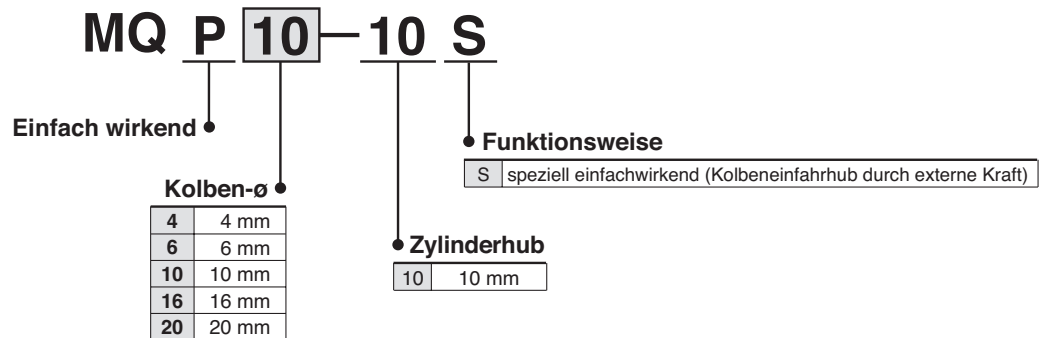 MQ P 10 — 10 S
Einfach wirkend
Funktionsweise
S speziell einfachwirkend (Kolbeneinfahrhub durch externe Kraft)
Kolben-ø
4 4 mm
6 6 mm
10 10 mm
16 16 mm
20 20 mm
Zylinderhub
10 10 mm